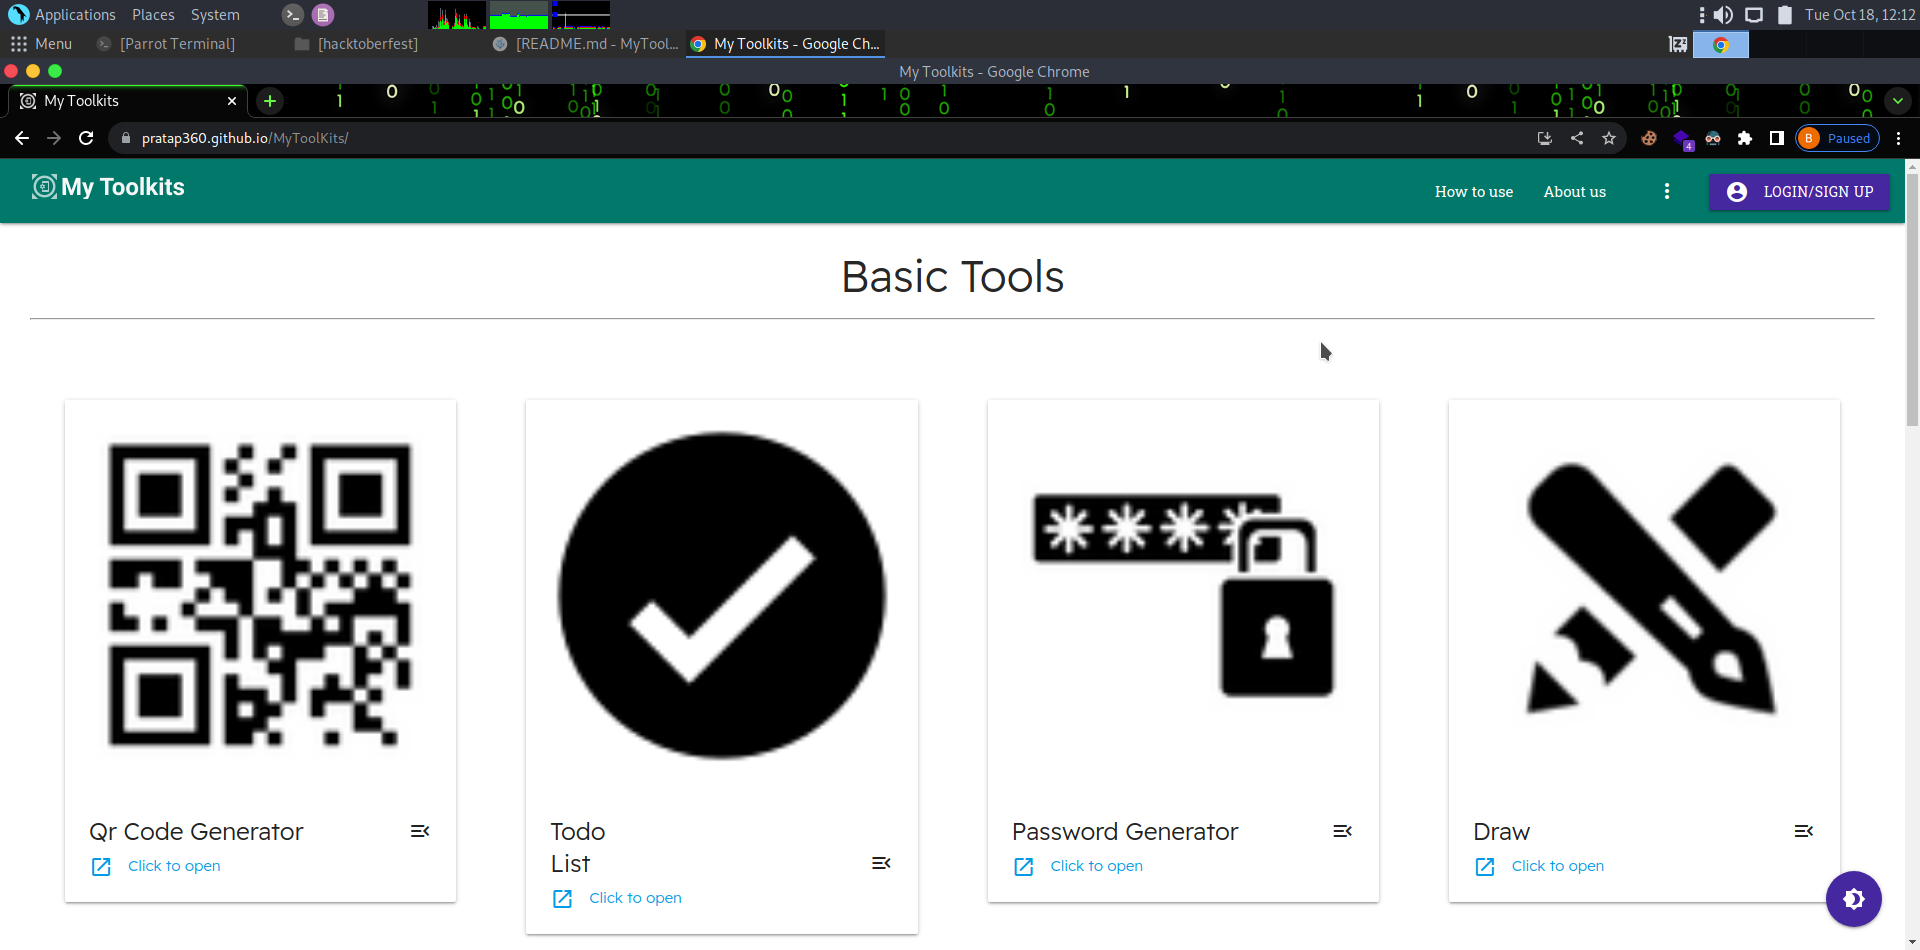 Applications Places System
Tue Oct 18, 12:12
Menu [Parrot Terminal] [hacktoberfest] [README.md - MyTool... My Toolkits - Google Ch...
My Toolkits - Google Chrome
My Toolkits
pratap360.github.io/MyToolKits/
4
B Paused
My Toolkits
How to use
About us
LOGIN/SIGN UP
Basic Tools
Qr Code Generator
Click to open
Todo
List
Click to open
Password Generator
Click to open
Draw
Click to open